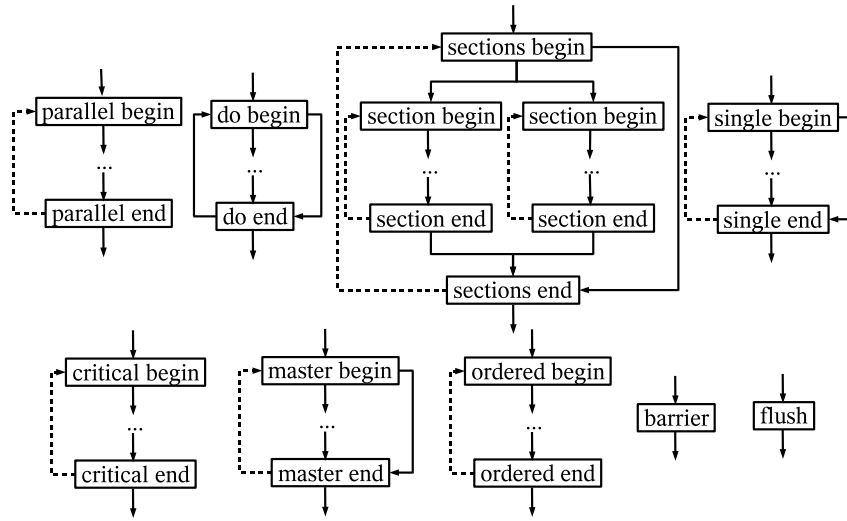 sections begin
parallel begin
do begin
section begin
section begin
single begin
...
...
...
...
...
parallel end
do end
section end
section end
single end
sections end
critical begin
master begin
ordered begin
...
...
...
barrier
flush
critical end
master end
ordered end